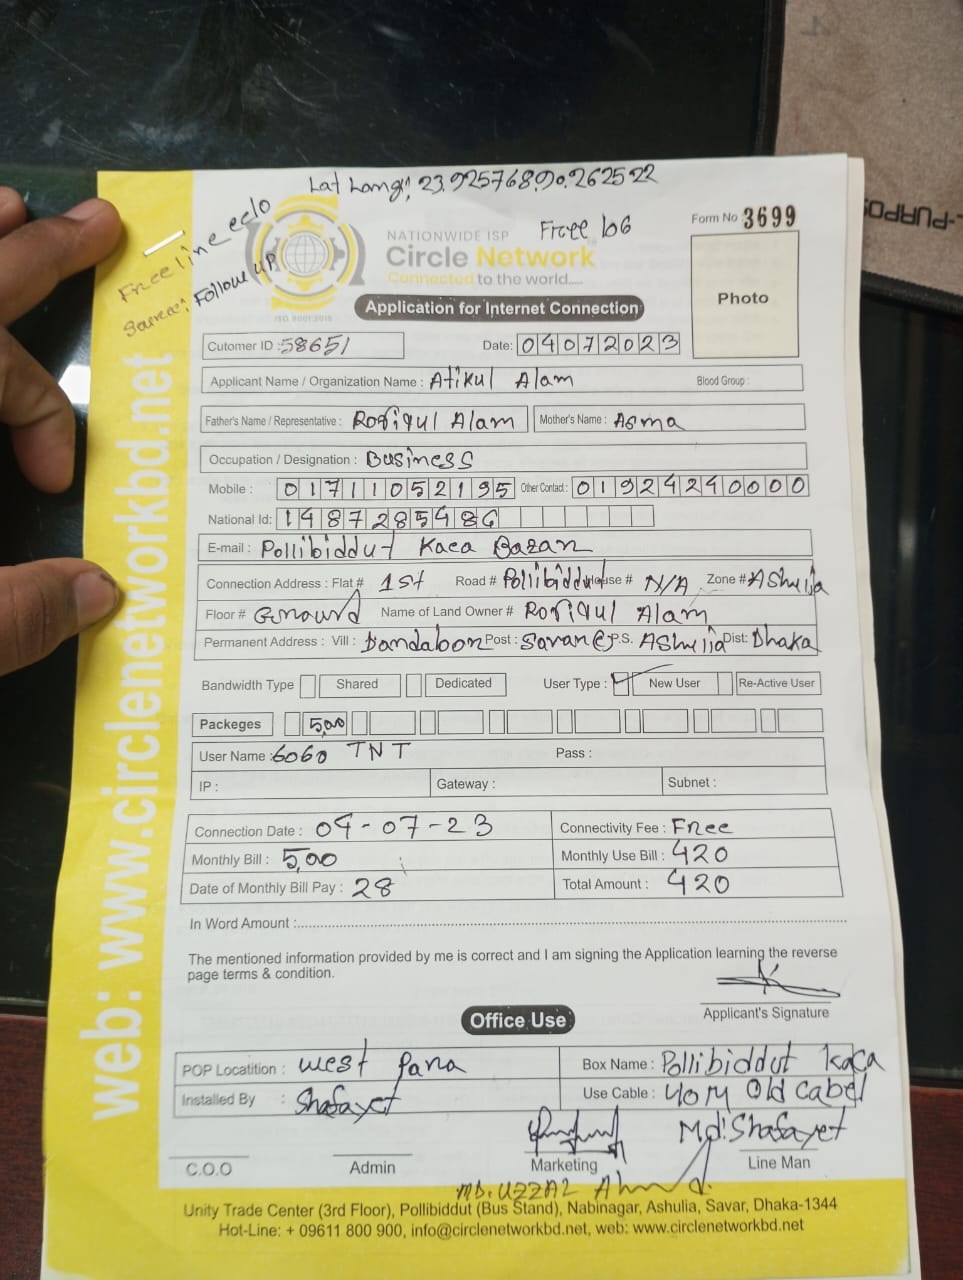 Lat Long: 23.925768,90.262522
Free line eelo
Follow UP
Free bG
Form No 3699
NATIONWIDE ISP
Circle Network
Connected to the world.....
ISO 9001:2015
Photo
Application for Internet Connection
Cutomer ID : 58651 Date: 04072023
Applicant Name / Organization Name : Atikul Alam Blood Group :
Father's Name / Representative : Rofiqul Alam Mother's Name : Asma
Occupation / Designation : Business
Mobile : 01711052195 Other Contact : 01924240000
National Id: 1487285486
E-mail : Pollibiddut Kaca Bazar
Connection Address : Flat # 1st Road # Pollibiddut House # N/A Zone # AShulia
Floor # Ground Name of Land Owner # Rofiqul Alam
Permanent Address : Vill : Dandabor Post : Savar P.S. AShulia Dist: Dhaka
Bandwidth Type Shared Dedicated User Type : New User Re-Active User
Packeges 500
User Name : 6060 TNT Pass :
IP : Gateway : Subnet :
Connection Date : 04-07-23 Connectivity Fee : Free
Monthly Bill : 500 Monthly Use Bill : 420
Date of Monthly Bill Pay : 28 Total Amount : 420
In Word Amount :
The mentioned information provided by me is correct and I am signing the Application learning the reverse
page terms & condition.
Applicant's Signature
Office Use
POP Locatition : west para Box Name : Pollibiddut Kaca
Installed By : Shafayet Use Cable : 40 m Old Cabel
Md: Shafayet
C.O.O Admin Marketing Line Man
MD. UZZAL Ahmd.
Unity Trade Center (3rd Floor), Pollibiddut (Bus Stand), Nabinagar, Ashulia, Savar, Dhaka-1344
Hot-Line: + 09611 800 900, info@circlenetworkbd.net, web: www.circlenetworkbd.net
web: www.circlenetworkbd.net